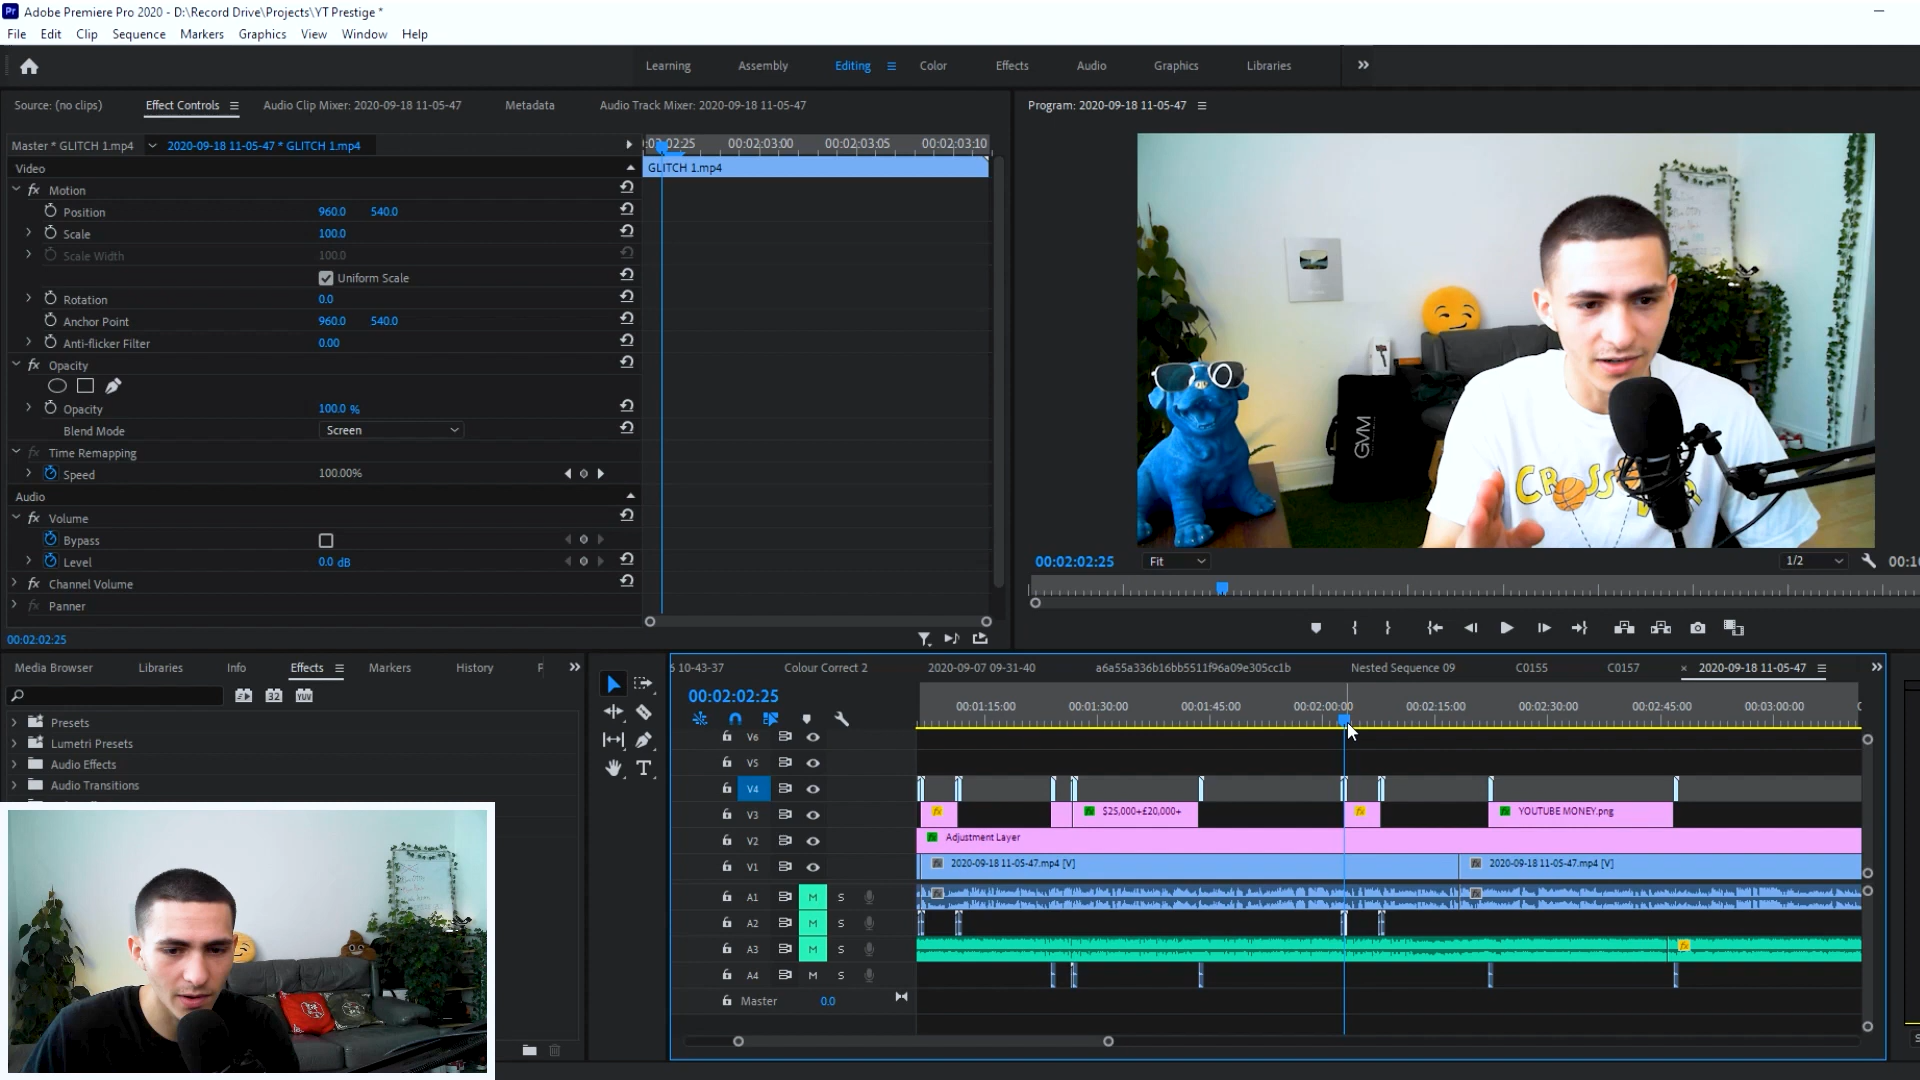 Adobe Premiere Pro 2020 - D:\Record Drive\Projects\YT Prestige *
File Edit Clip Sequence Markers Graphics View Window Help
Learning Assembly Editing Color Effects Audio Graphics Libraries
Source: (no clips) Effect Controls Audio Clip Mixer: 2020-09-18 11-05-47 Metadata Audio Track Mixer: 2020-09-18 11-05-47
Program: 2020-09-18 11-05-47
Master * GLITCH 1.mp4 2020-09-18 11-05-47 * GLITCH 1.mp4
02:25 00:02:03:00 00:02:03:05 00:02:03:10
GLITCH 1.mp4
Video
Motion
Position 960.0 540.0
Scale 100.0
Scale Width 100.0
Uniform Scale
Rotation 0.0
Anchor Point 960.0 540.0
Anti-flicker Filter 0.00
Opacity
Opacity 100.0 %
Blend Mode Screen
Time Remapping
Speed 100.00%
Audio
Volume
Bypass
Level 0.0 dB
Channel Volume
Panner
00:02:02:25
GVM
00:02:02:25 Fit 1/2 00:10
Media Browser Libraries Info Effects Markers History
32 YUV
Presets
Lumetri Presets
Audio Effects
Audio Transitions
6 10-43-37 Colour Correct 2 2020-09-07 09-31-40 a6a55a336b16bb5511f96a09e305cc1b Nested Sequence 09 C0155 C0157 2020-09-18 11-05-47
00:02:02:25
00:01:15:00 00:01:30:00 00:01:45:00 00:02:00:00 00:02:15:00 00:02:30:00 00:02:45:00 00:03:00:00
V6
V5
V4
V3 $25,000+£20,000+ YOUTUBE MONEY.png
V2 Adjustment Layer
V1 2020-09-18 11-05-47.mp4 [V] 2020-09-18 11-05-47.mp4 [V]
A1 M S
A2 M S
A3 M S
A4 M S
Master 0.0